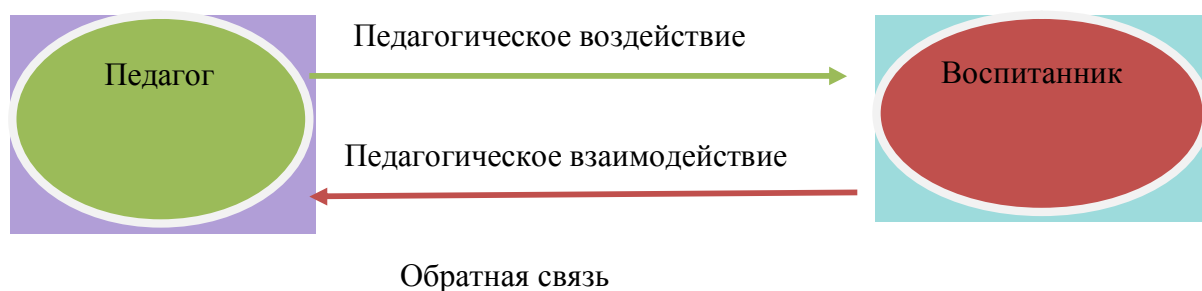 Педагогическое воздействие
Педагог
Воспитанник
Педагогическое взаимодействие
Обратная связь